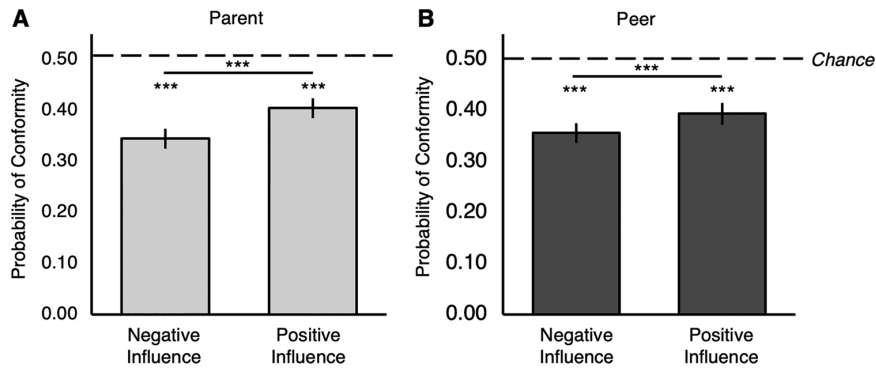 A
Parent
Probability of Conformity
0.50
0.40
0.30
0.20
0.10
0.00
***
***
***
Negative
Influence
Positive
Influence
B
Peer
Probability of Conformity
0.50
0.40
0.30
0.20
0.10
0.00
Chance
***
***
***
Negative
Influence
Positive
Influence